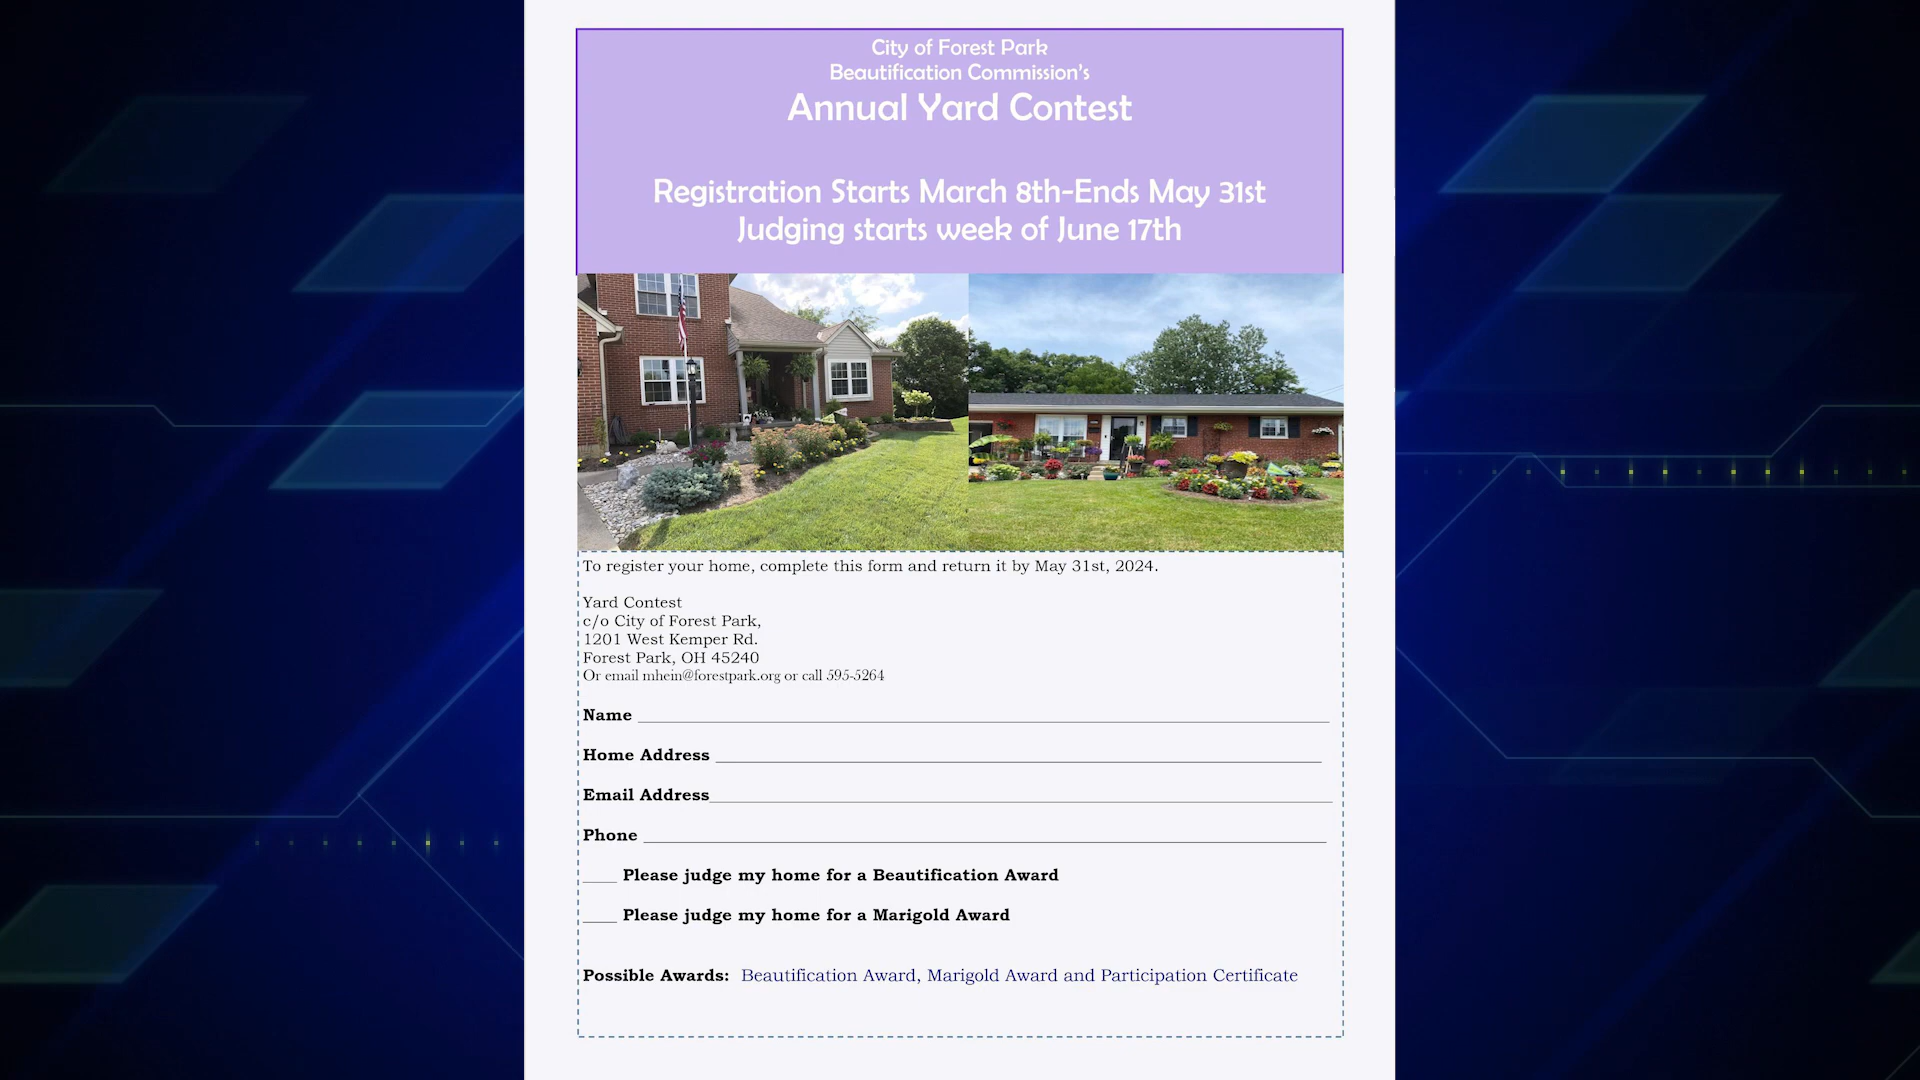 City of Forest Park
Beautification Commission's
Annual Yard Contest
Registration Starts March 8th-Ends May 31st
Judging starts week of June 17th
To register your home, complete this form and return it by May 31st, 2024.
Yard Contest
c/o City of Forest Park,
1201 West Kemper Rd.
Forest Park, OH 45240
Or email mhein@forestpark.org or call 595-5264
Name
Home Address
Email Address
Phone
____ Please judge my home for a Beautification Award
____ Please judge my home for a Marigold Award
Possible Awards: Beautification Award, Marigold Award and Participation Certificate